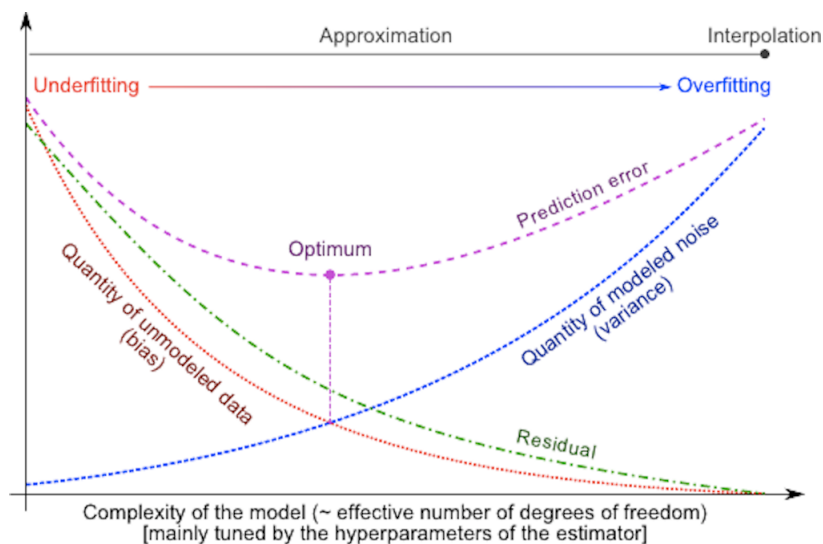 Approximation
Interpolation
Underfitting
Overfitting
Prediction error
Optimum
Quantity of unmodeled data
(bias)
Quantity of modeled noise
(variance)
Residual
Complexity of the model (~ effective number of degrees of freedom)
[mainly tuned by the hyperparameters of the estimator]